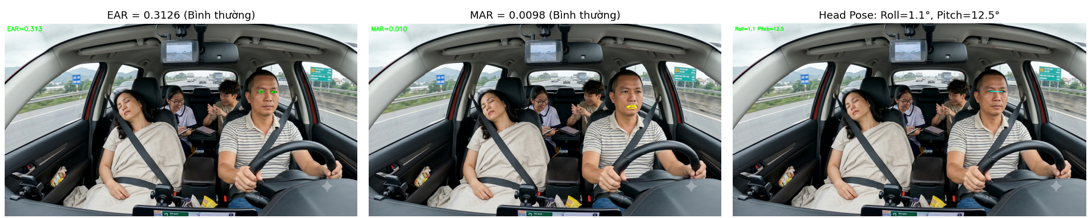 EAR = 0.3126 (Bình thường)
EAR=0.313
MAR = 0.0098 (Bình thường)
MAR=0.010
Head Pose: Roll=1.1°, Pitch=12.5°
Roll=1.1 Pitch=12.5